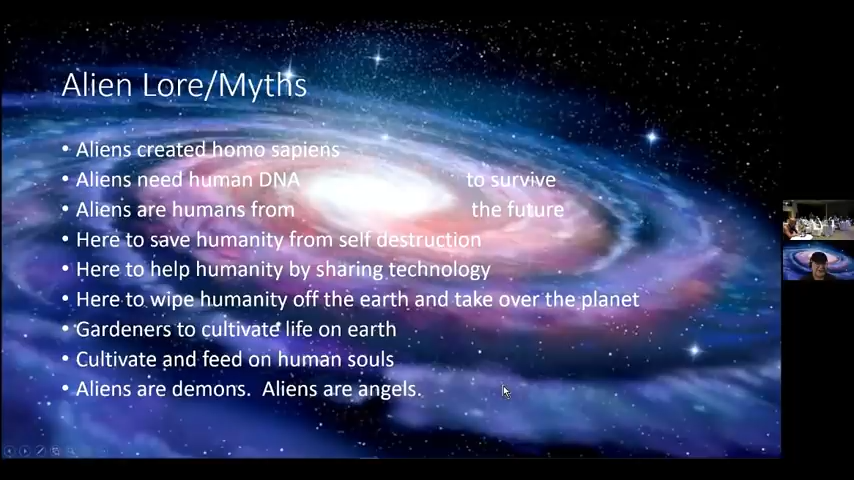 Alien Lore/Myths
• Aliens created homo sapiens
• Aliens need human DNA to survive
• Aliens are humans from the future
• Here to save humanity from self destruction
• Here to help humanity by sharing technology
• Here to wipe humanity off the earth and take over the planet
• Gardeners to cultivate life on earth
• Cultivate and feed on human souls
• Aliens are demons.  Aliens are angels.